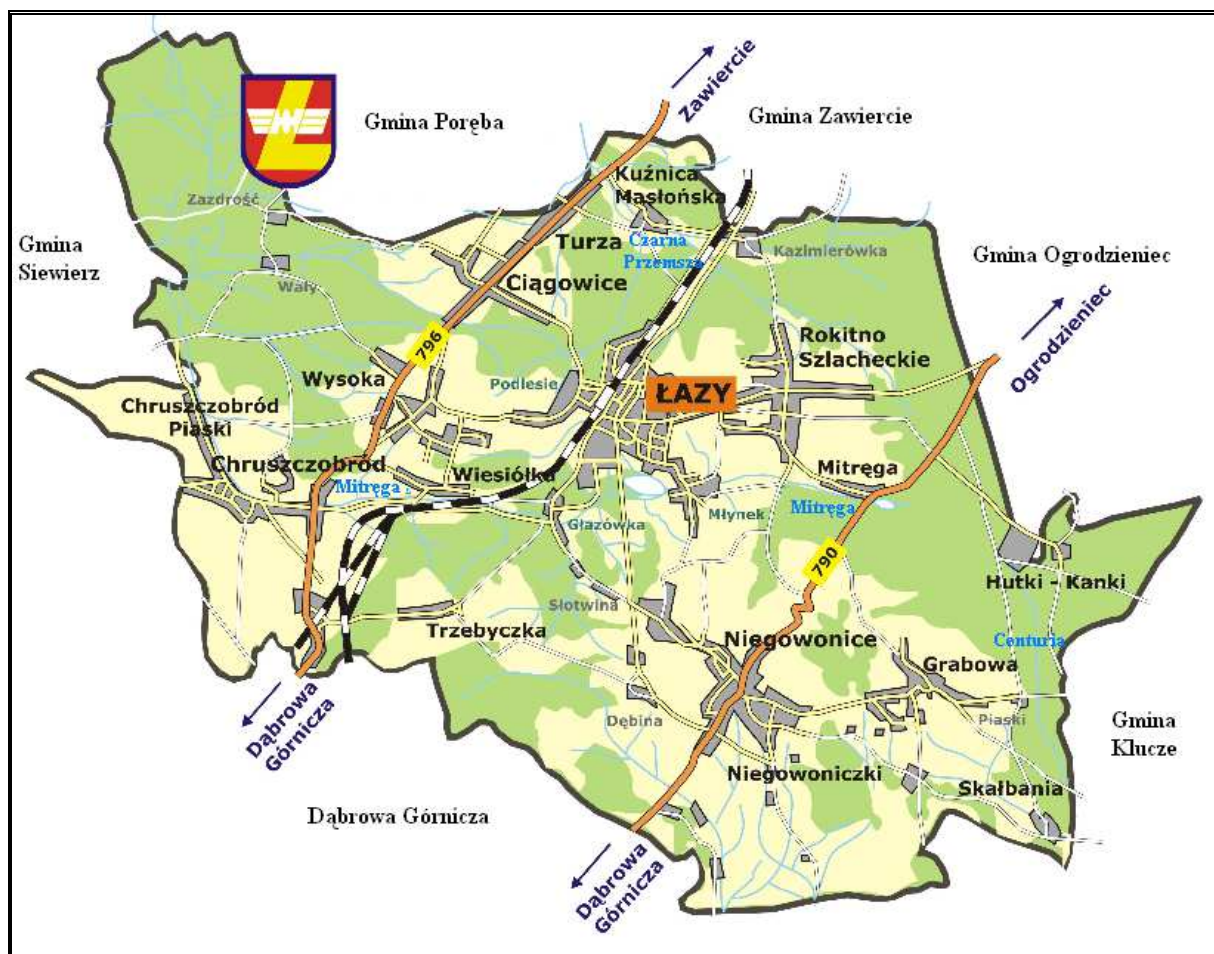 Zawiercie
Gmina Poręba
Gmina Zawiercie
Kuźnica
Masłońska
Zazdrość
Gmina
Siewierz
Turza
Czarna
Przemsza
Kazimierówka
Gmina Ogrodzieniec
Ciągowice
Wały
Ogrodzieniec
796
Rokitno
Szlacheckie
Wysoka
Podlesie
ŁAZY
Chruszczobród
Piaski
Chruszczobród
Wiesiółka
Mitręga
Mitręga
Mitręga
Głazówka
Młynek
790
Hutki - Kanki
Słotwina
Trzebyczka
Niegowonice
Centuria
Grabowa
Dąbrowa
Górnicza
Dębina
Piaski
Gmina
Klucze
Niegowoniczki
Skałbania
Dąbrowa Górnicza
Dąbrowa
Górnicza